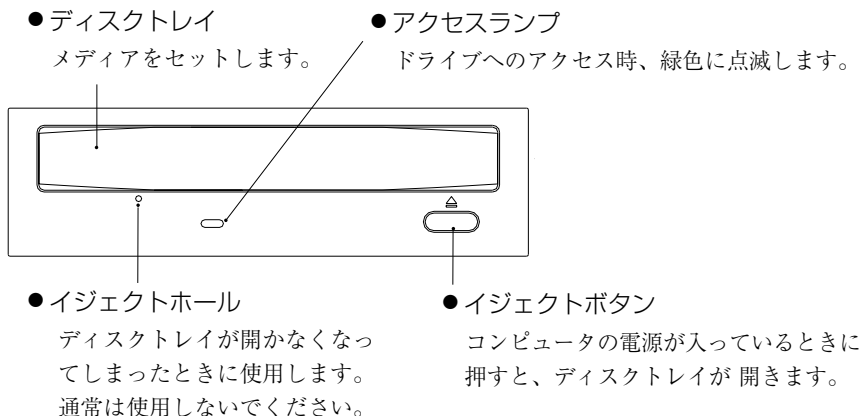 ●ディスクトレイ
メディアをセットします。
●アクセスランプ
ドライブへのアクセス時、緑色に点滅します。
●イジェクトホール
ディスクトレイが開かなくなっ
てしまったときに使用します。
通常は使用しないでください。
●イジェクトボタン
コンピュータの電源が入っているときに
押すと、ディスクトレイが 開きます。